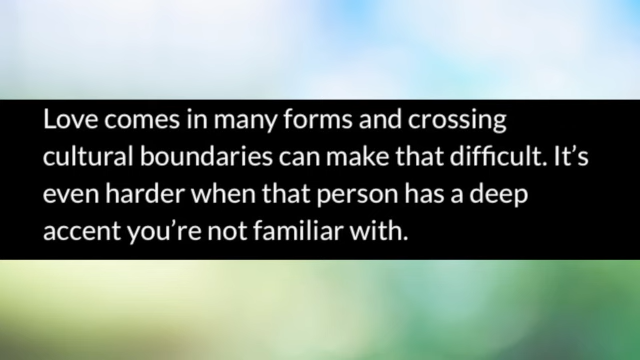 Love comes in many forms and crossing
cultural boundaries can make that difficult. It’s
even harder when that person has a deep
accent you’re not familiar with.